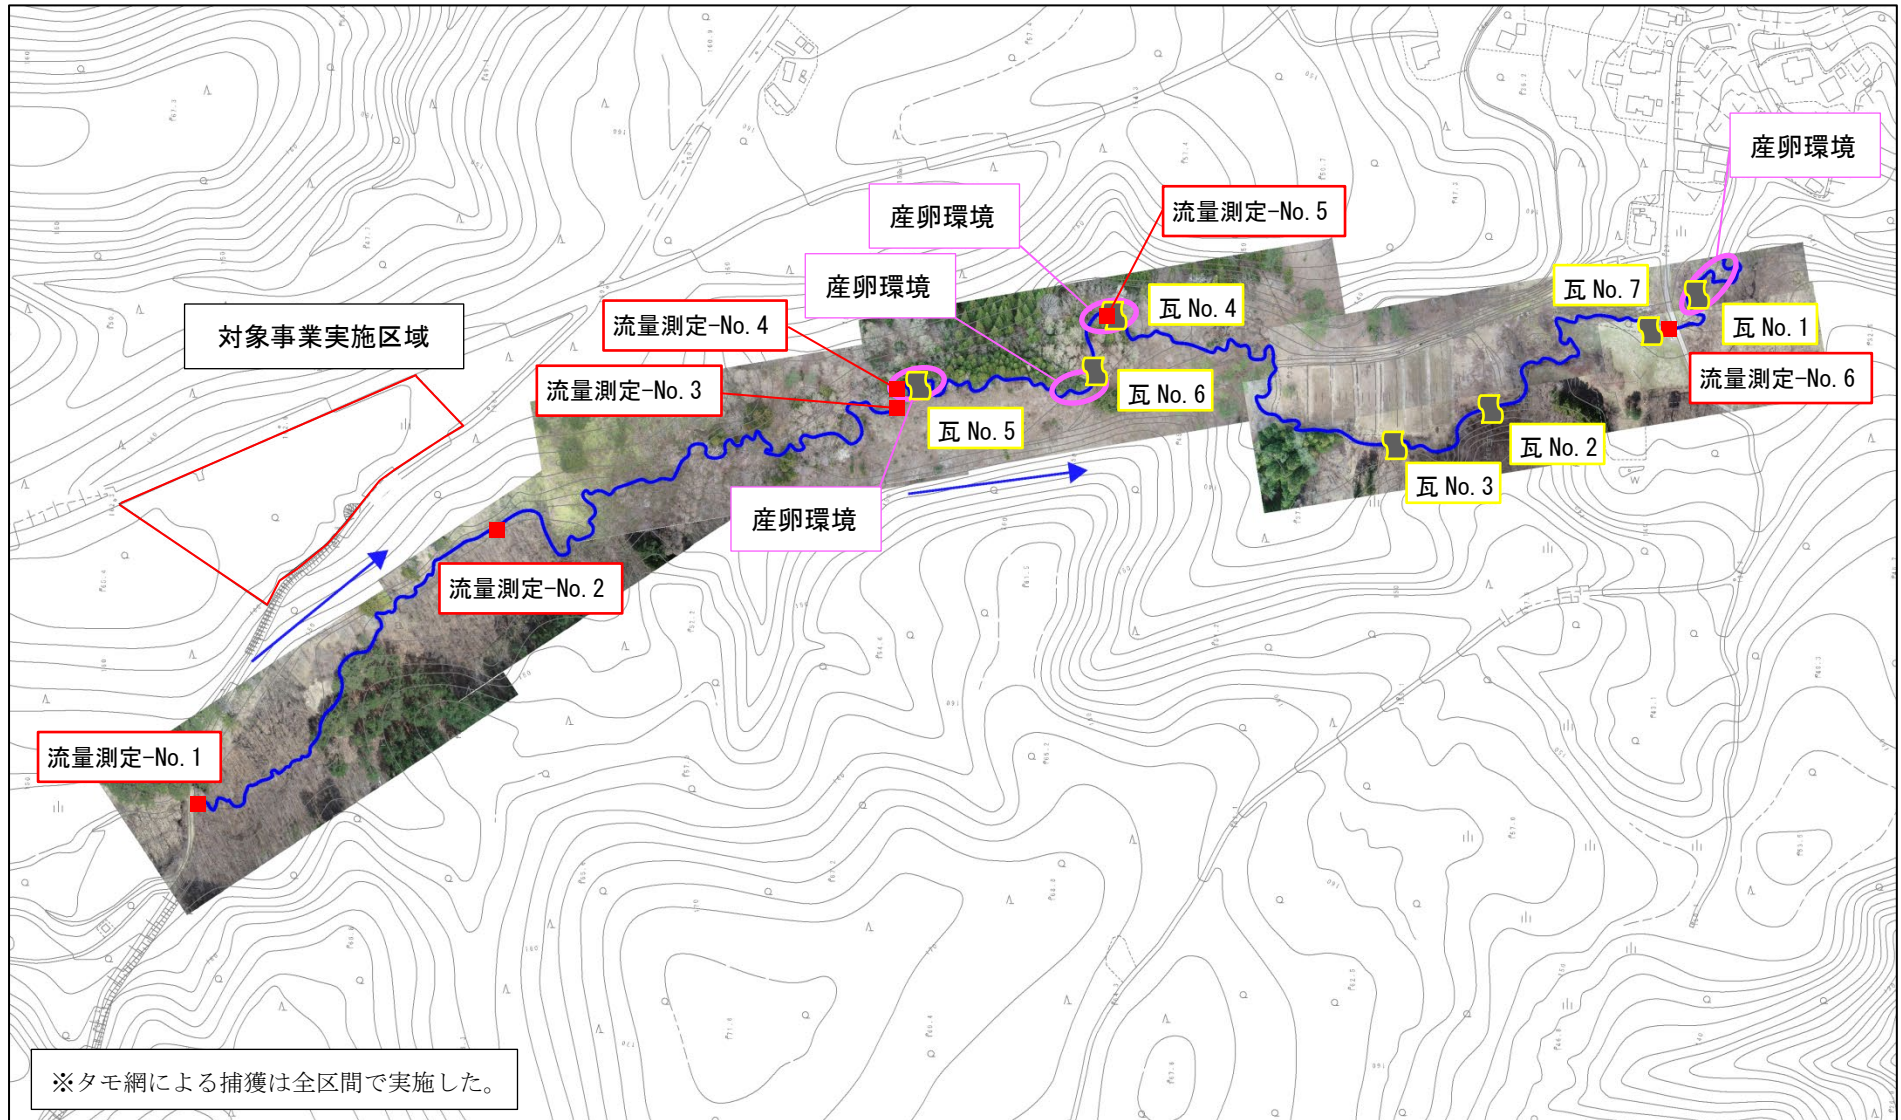 産卵環境
産卵環境
流量測定-No.5
産卵環境
瓦 No.7
瓦 No.4
瓦 No.1
対象事業実施区域
流量測定-No.4
流量測定-No.3
流量測定-No.6
瓦 No.6
瓦 No.5
瓦 No.2
瓦 No.3
産卵環境
流量測定-No.2
流量測定-No.1
※タモ網による捕獲は全区間で実施した。